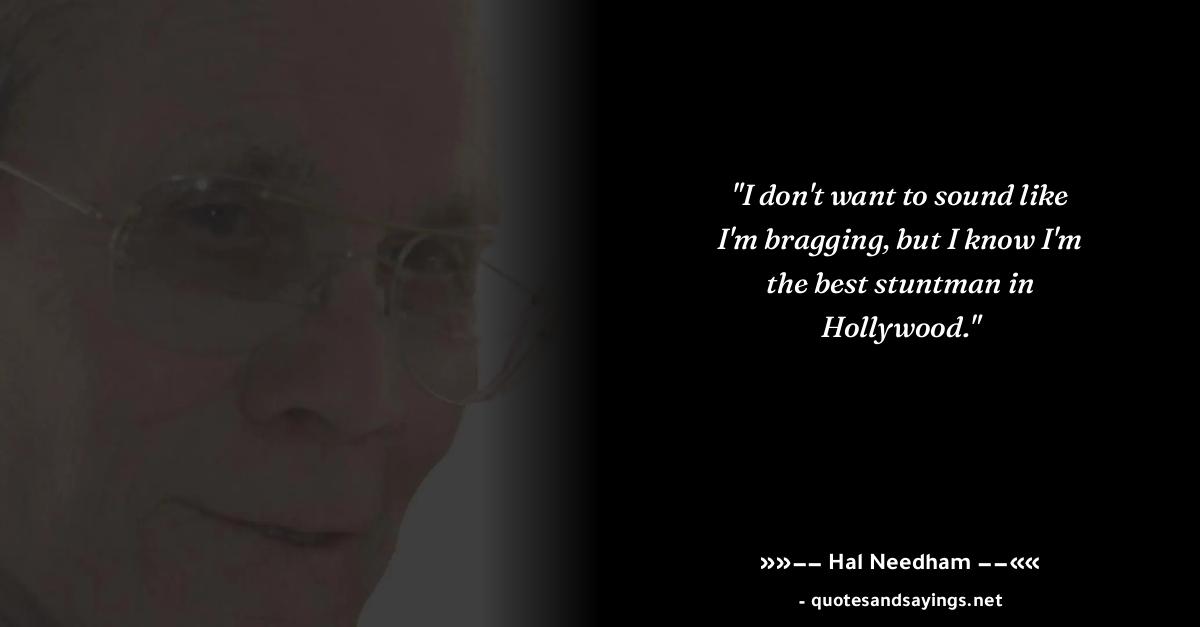 "I don't want to sound like
I'm bragging, but I know I'm
the best stuntman in
Hollywood."
»»−− Hal Needham −−««
- quotesandsayings.net